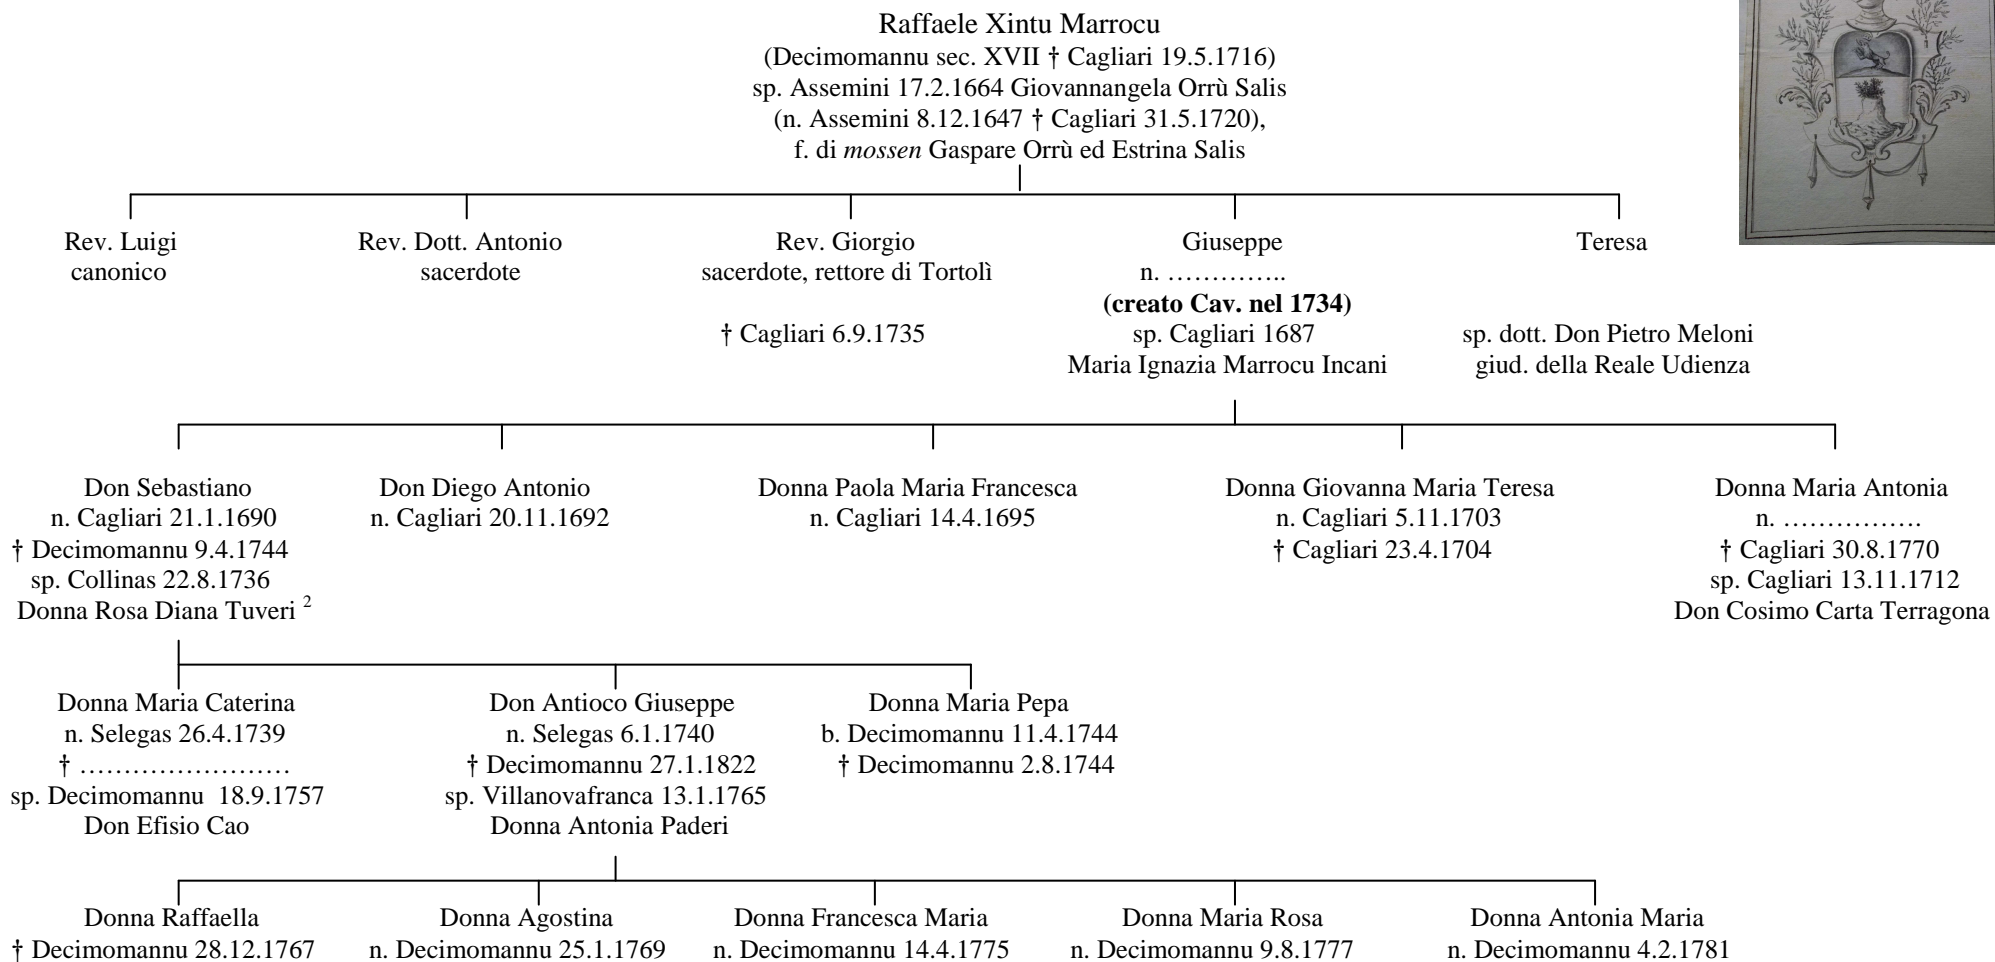 Raffaele Xintu Marrocu
(Decimomannu sec. XVII † Cagliari 19.5.1716)
sp. Assemini 17.2.1664 Giovannangela Orrù Salis
(n. Assemini 8.12.1647 † Cagliari 31.5.1720),
f. di mossen Gaspare Orrù ed Estrina Salis
Rev. Luigi
canonico
Rev. Dott. Antonio
sacerdote
Rev. Giorgio
sacerdote, rettore di Tortolì
† Cagliari 6.9.1735
Giuseppe
n. …………..
(creato Cav. nel 1734)
sp. Cagliari 1687
Maria Ignazia Marrocu Incani
Teresa
sp. dott. Don Pietro Meloni
giud. della Reale Udienza
Don Sebastiano
n. Cagliari 21.1.1690
† Decimomannu 9.4.1744
sp. Collinas 22.8.1736
Donna Rosa Diana Tuveri 2
Don Diego Antonio
n. Cagliari 20.11.1692
Donna Paola Maria Francesca
n. Cagliari 14.4.1695
Donna Giovanna Maria Teresa
n. Cagliari 5.11.1703
† Cagliari 23.4.1704
Donna Maria Antonia
n. …………….
† Cagliari 30.8.1770
sp. Cagliari 13.11.1712
Don Cosimo Carta Terragona
Donna Maria Caterina
n. Selegas 26.4.1739
† ……………………
sp. Decimomannu 18.9.1757
Don Efisio Cao
Don Antioco Giuseppe
n. Selegas 6.1.1740
† Decimomannu 27.1.1822
sp. Villanovafranca 13.1.1765
Donna Antonia Paderi
Donna Maria Pepa
b. Decimomannu 11.4.1744
† Decimomannu 2.8.1744
Donna Raffaella
† Decimomannu 28.12.1767
Donna Agostina
n. Decimomannu 25.1.1769
Donna Francesca Maria
n. Decimomannu 14.4.1775
Donna Maria Rosa
n. Decimomannu 9.8.1777
Donna Antonia Maria
n. Decimomannu 4.2.1781